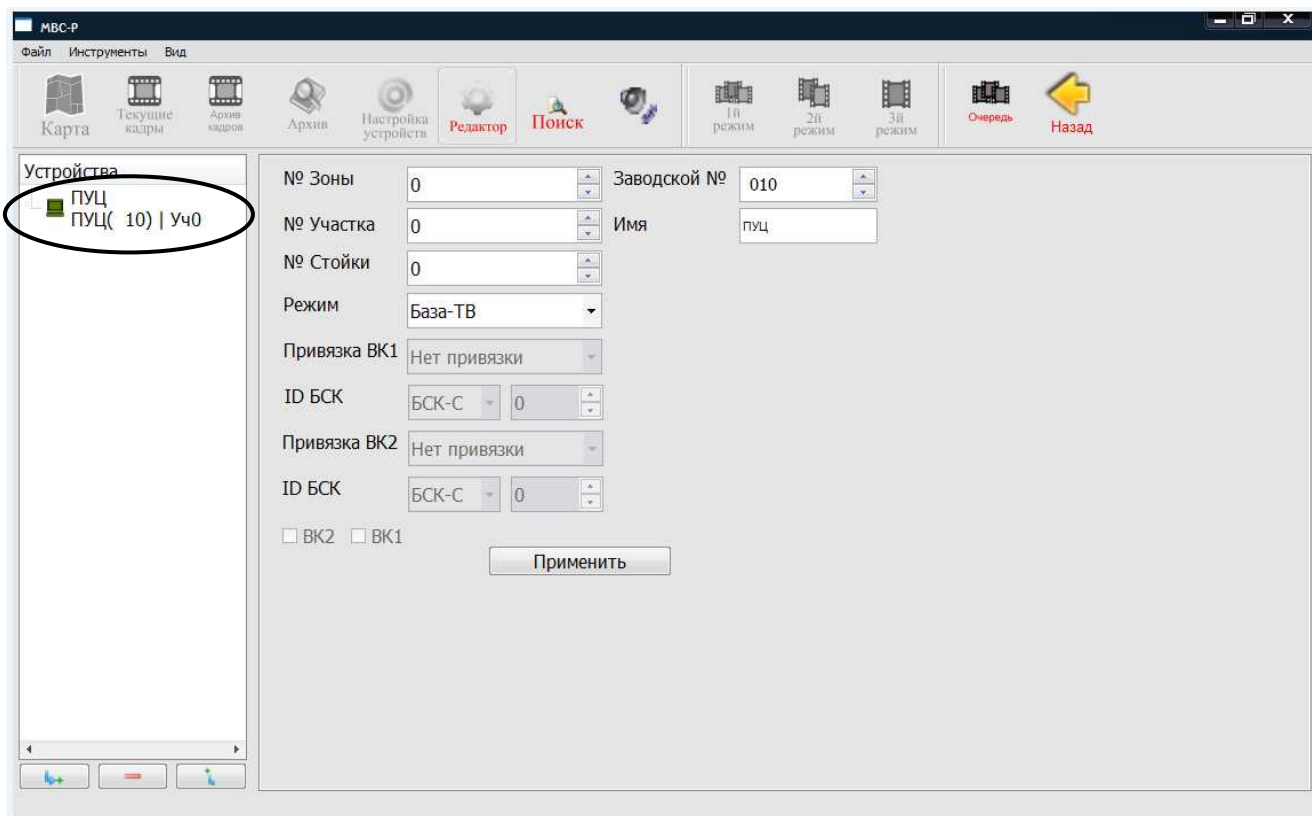 МВС-Р
Файл Инструменты Вид
Карта
Текущие
кадры
Архив
кадров
Архив
Настройка
устройств
Редактор
Поиск
1й
режим
2й
режим
3й
режим
Очередь
Назад
Устройства
ПУЦ
ПУЦ( 10) | Уч0
№ Зоны 0 Заводской № 010
№ Участка 0 Имя ПУЦ
№ Стойки 0
Режим База-ТВ
Привязка ВК1 Нет привязки
ID БСК БСК-С 0
Привязка ВК2 Нет привязки
ID БСК БСК-С 0
ВК2 ВК1
Применить